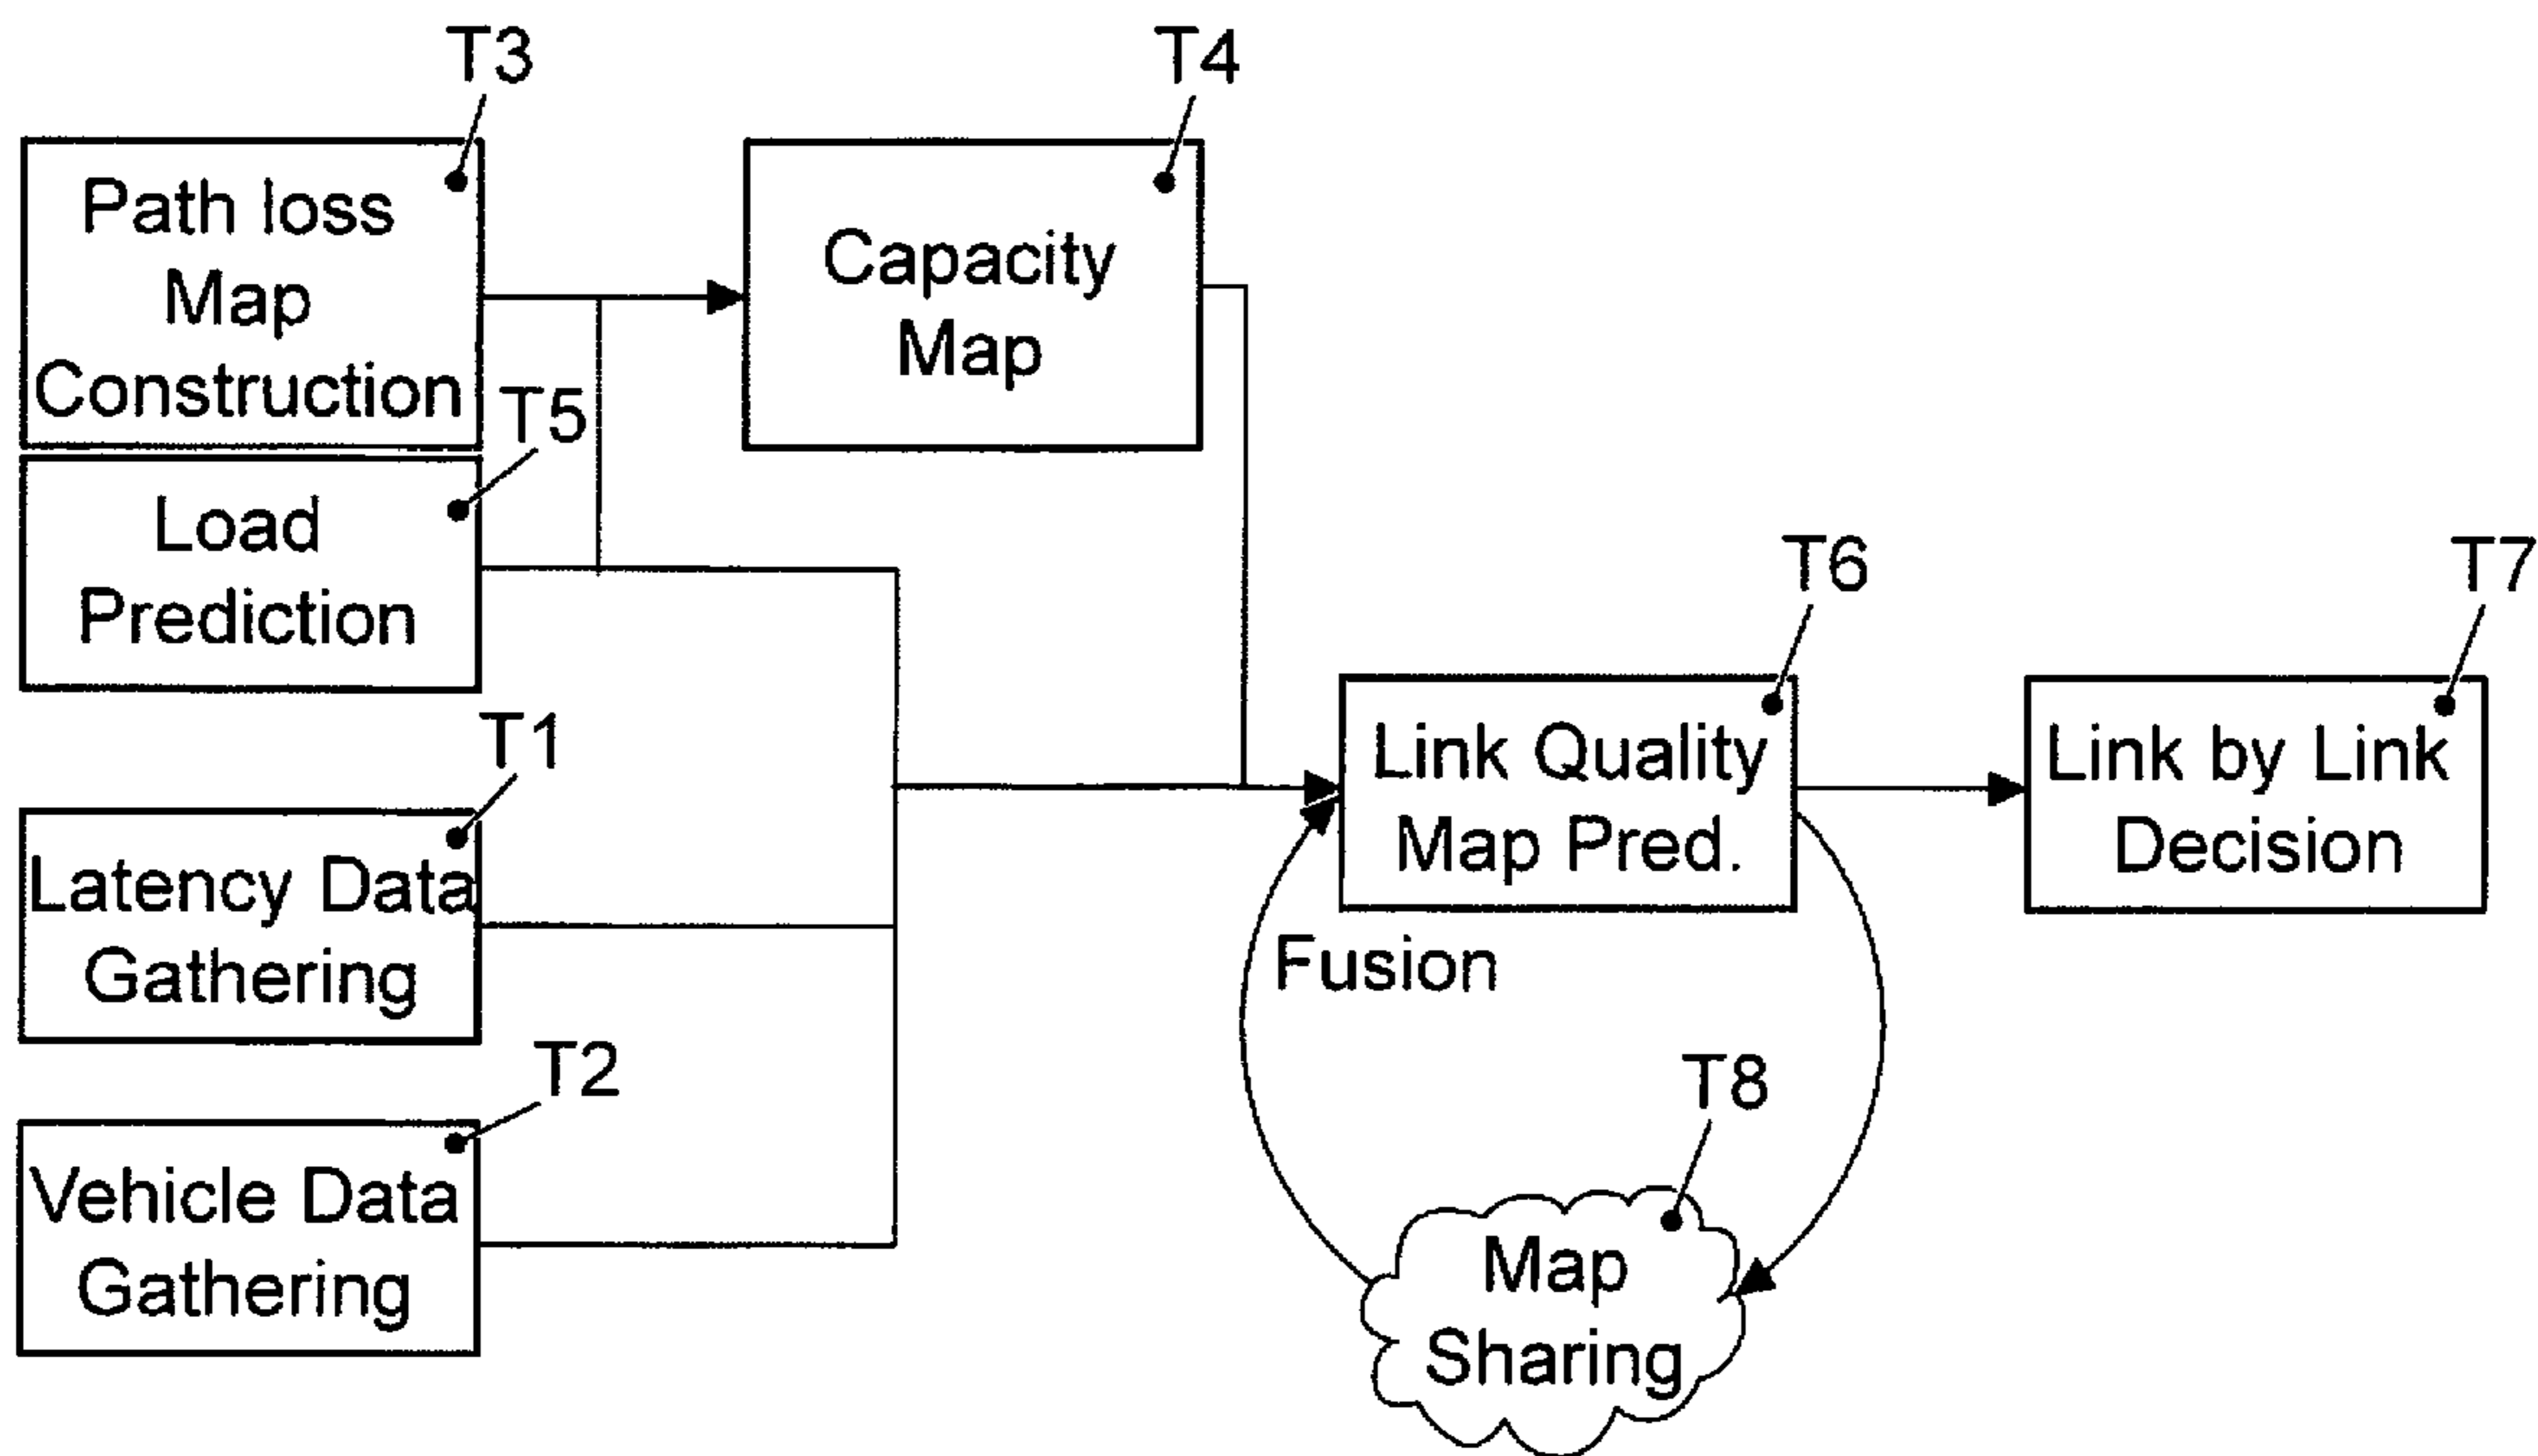 T3
Path loss
Map
Construction
T4
Capacity
Map
T5
Load
Prediction
T1
Latency Data
Gathering
T2
Vehicle Data
Gathering
T6
Link Quality
Map Pred.
T7
Link by Link
Decision
Fusion
T8
Map
Sharing